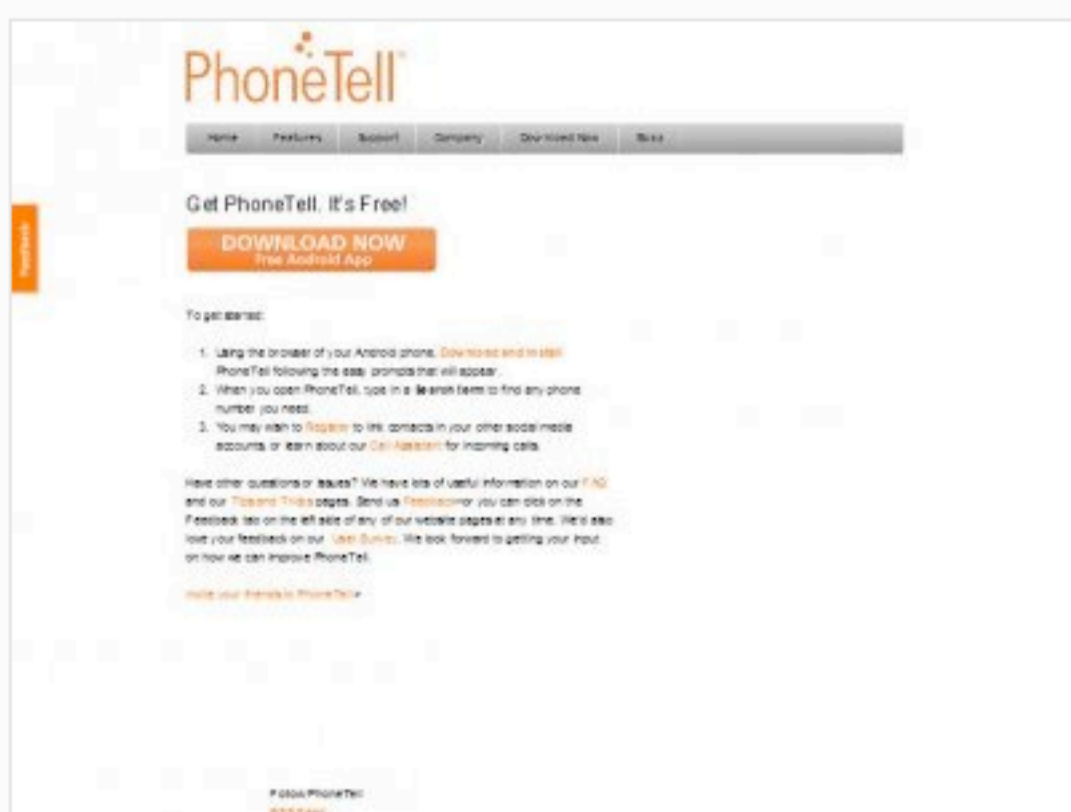 PhoneTell
Home Features Support Company Download Now
Feedback
Get PhoneTell. It's Free!
DOWNLOAD NOW
Free Android App
To get started:
1. Using the browser of your Android phone, Download and Install
PhoneTell following the easy prompts that will appear.
2. When you open PhoneTell, type in a Search Term to find any phone
number you need.
3. You may wish to Register to link contacts in your other social media
accounts, or learn about our Call Assistant for incoming calls.
Have other questions or issues? We have lots of useful information on our FAQ
and our Tips and Tricks pages. Send us Feedback or you can click on the
Feedback tab on the left side of any of our website pages at any time. We'd also
love your feedback on our User Survey. We look forward to getting your input
on how we can improve PhoneTell.
Invite your friends to PhoneTell
Follow PhoneTell